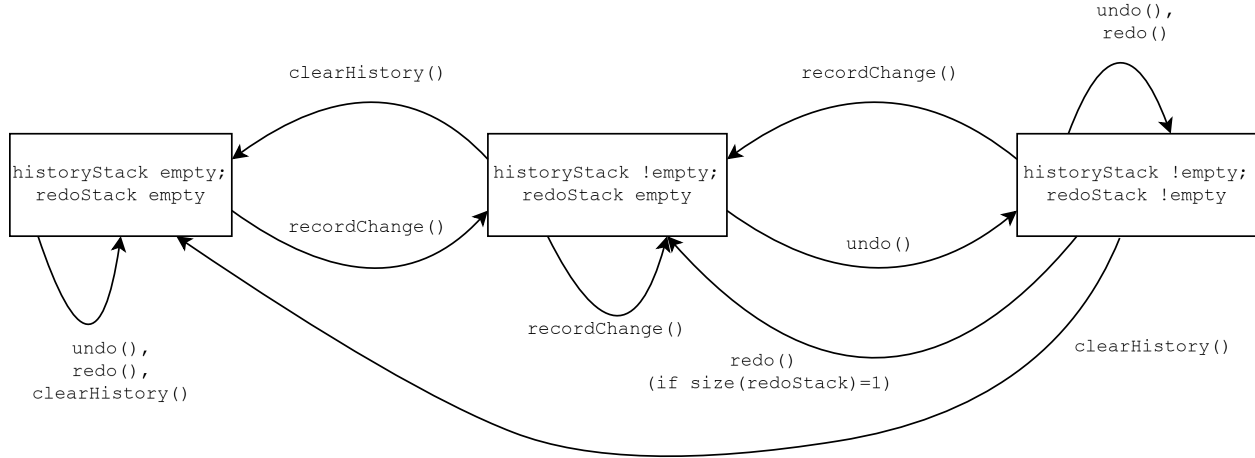 undo(),
redo()
clearHistory()
recordChange()
historyStack empty;
redoStack empty
historyStack !empty;
redoStack empty
historyStack !empty;
redoStack !empty
recordChange()
undo()
recordChange()
undo(),
redo(),
clearHistory()
redo()
(if size(redoStack)=1)
clearHistory()